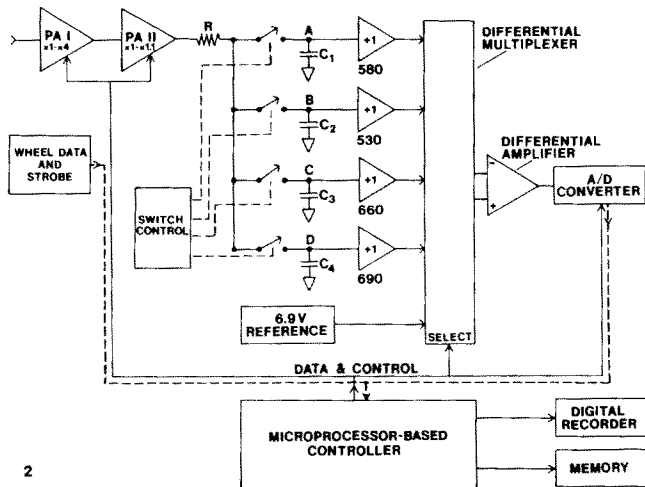 PA I
x1-x4
PA II
x1-x1.1
R
A
C1
+1
580
B
C2
+1
530
C
C3
+1
660
D
C4
+1
690
DIFFERENTIAL
MULTIPLEXER
DIFFERENTIAL
AMPLIFIER
-
+
A/D
CONVERTER
WHEEL DATA
AND
STROBE
SWITCH
CONTROL
6.9 V
REFERENCE
SELECT
DATA & CONTROL
MICROPROCESSOR-BASED
CONTROLLER
DIGITAL
RECORDER
MEMORY
2